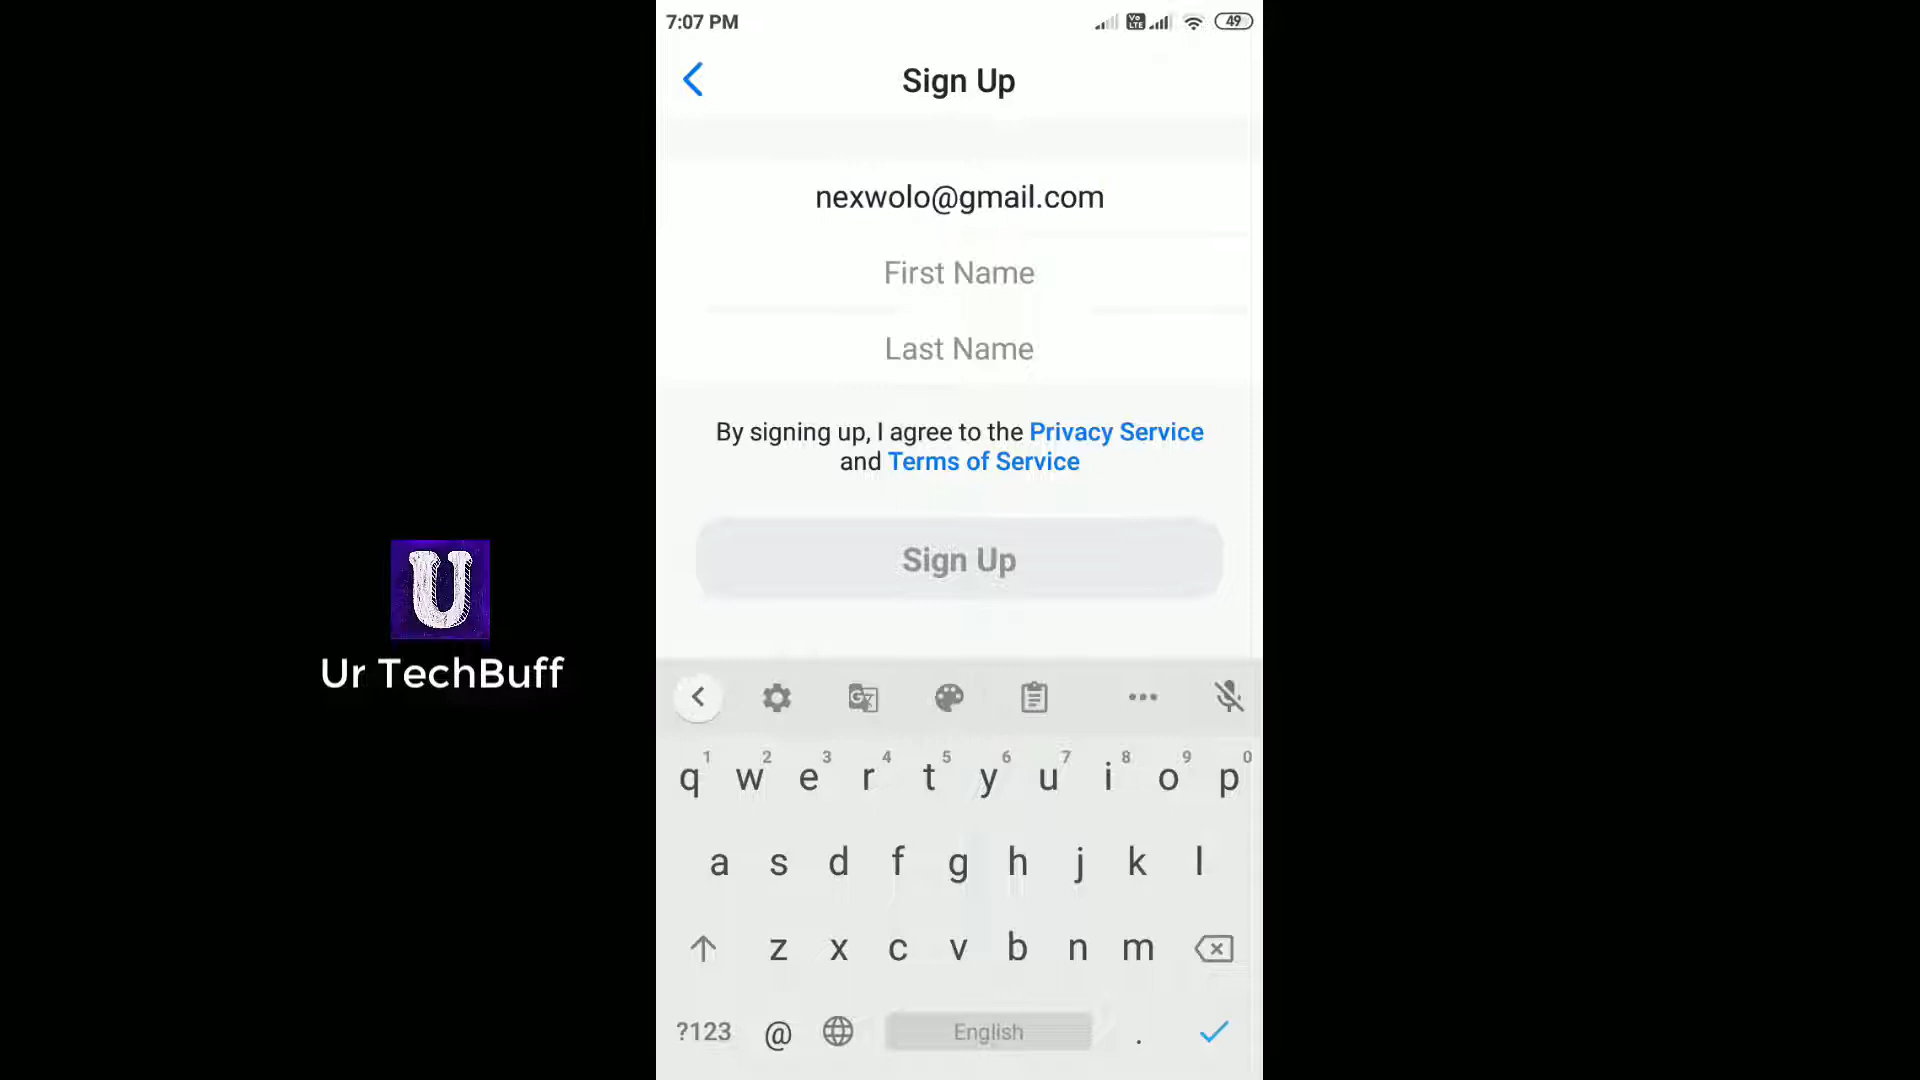 7:07 PM
Vo
LTE
49
Sign Up
nexwolo@gmail.com
First Name
Last Name
By signing up, I agree to the Privacy Service
and Terms of Service
Sign Up
U
Ur TechBuff
G
1 2 3 4 5 6 7 8 9 0
q w e r t y u i o p
a s d f g h j k l
z x c v b n m
?123 @ English .